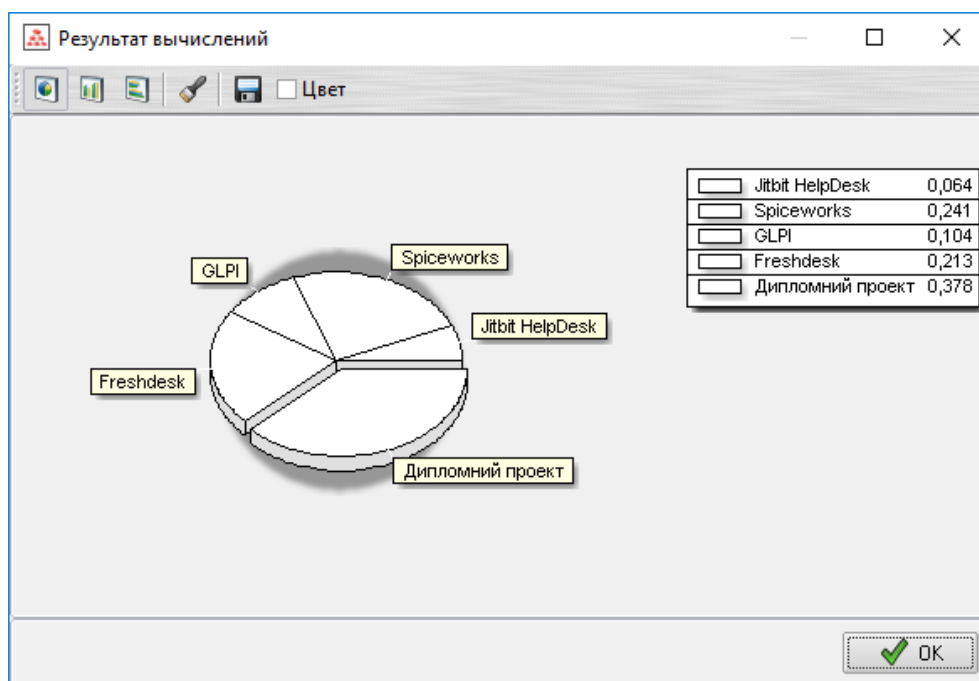 Результат вычислений
Цвет
Jitbit HelpDesk 0,064
Spiceworks 0,241
GLPI 0,104
Freshdesk 0,213
Дипломний проект 0,378
Spiceworks
GLPI
Jitbit HelpDesk
Freshdesk
Дипломний проект
OK